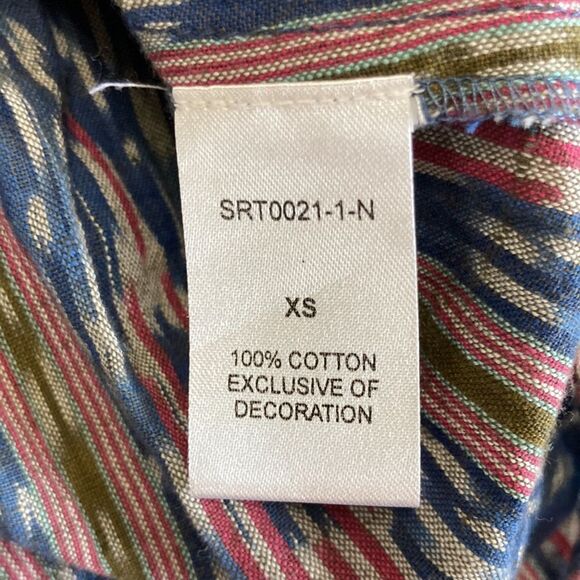 SRT0021-1-N
XS
100% COTTON
EXCLUSIVE OF
DECORATION